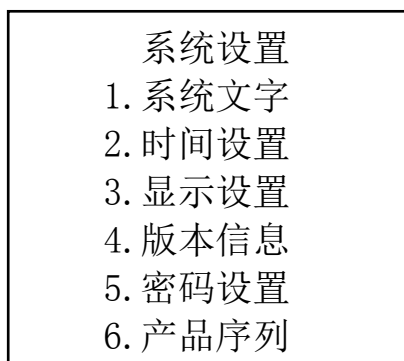 系统设置
1.系统文字
2.时间设置
3.显示设置
4.版本信息
5.密码设置
6.产品序列